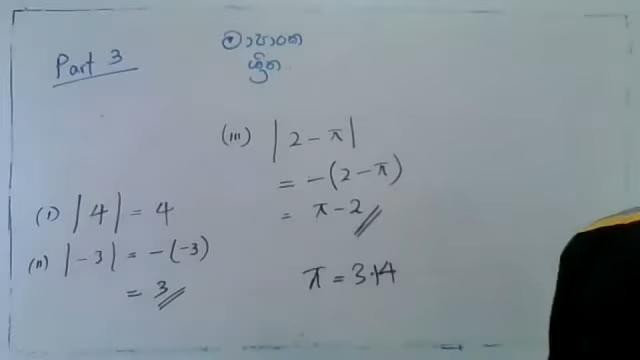 Part 3
මාපාංක
ශ්‍රිත
(I) |4| = 4
(II) |-3| = -(-3)
= 3
(III) |2 - π|
= -(2 - π)
= π - 2
π = 3.14